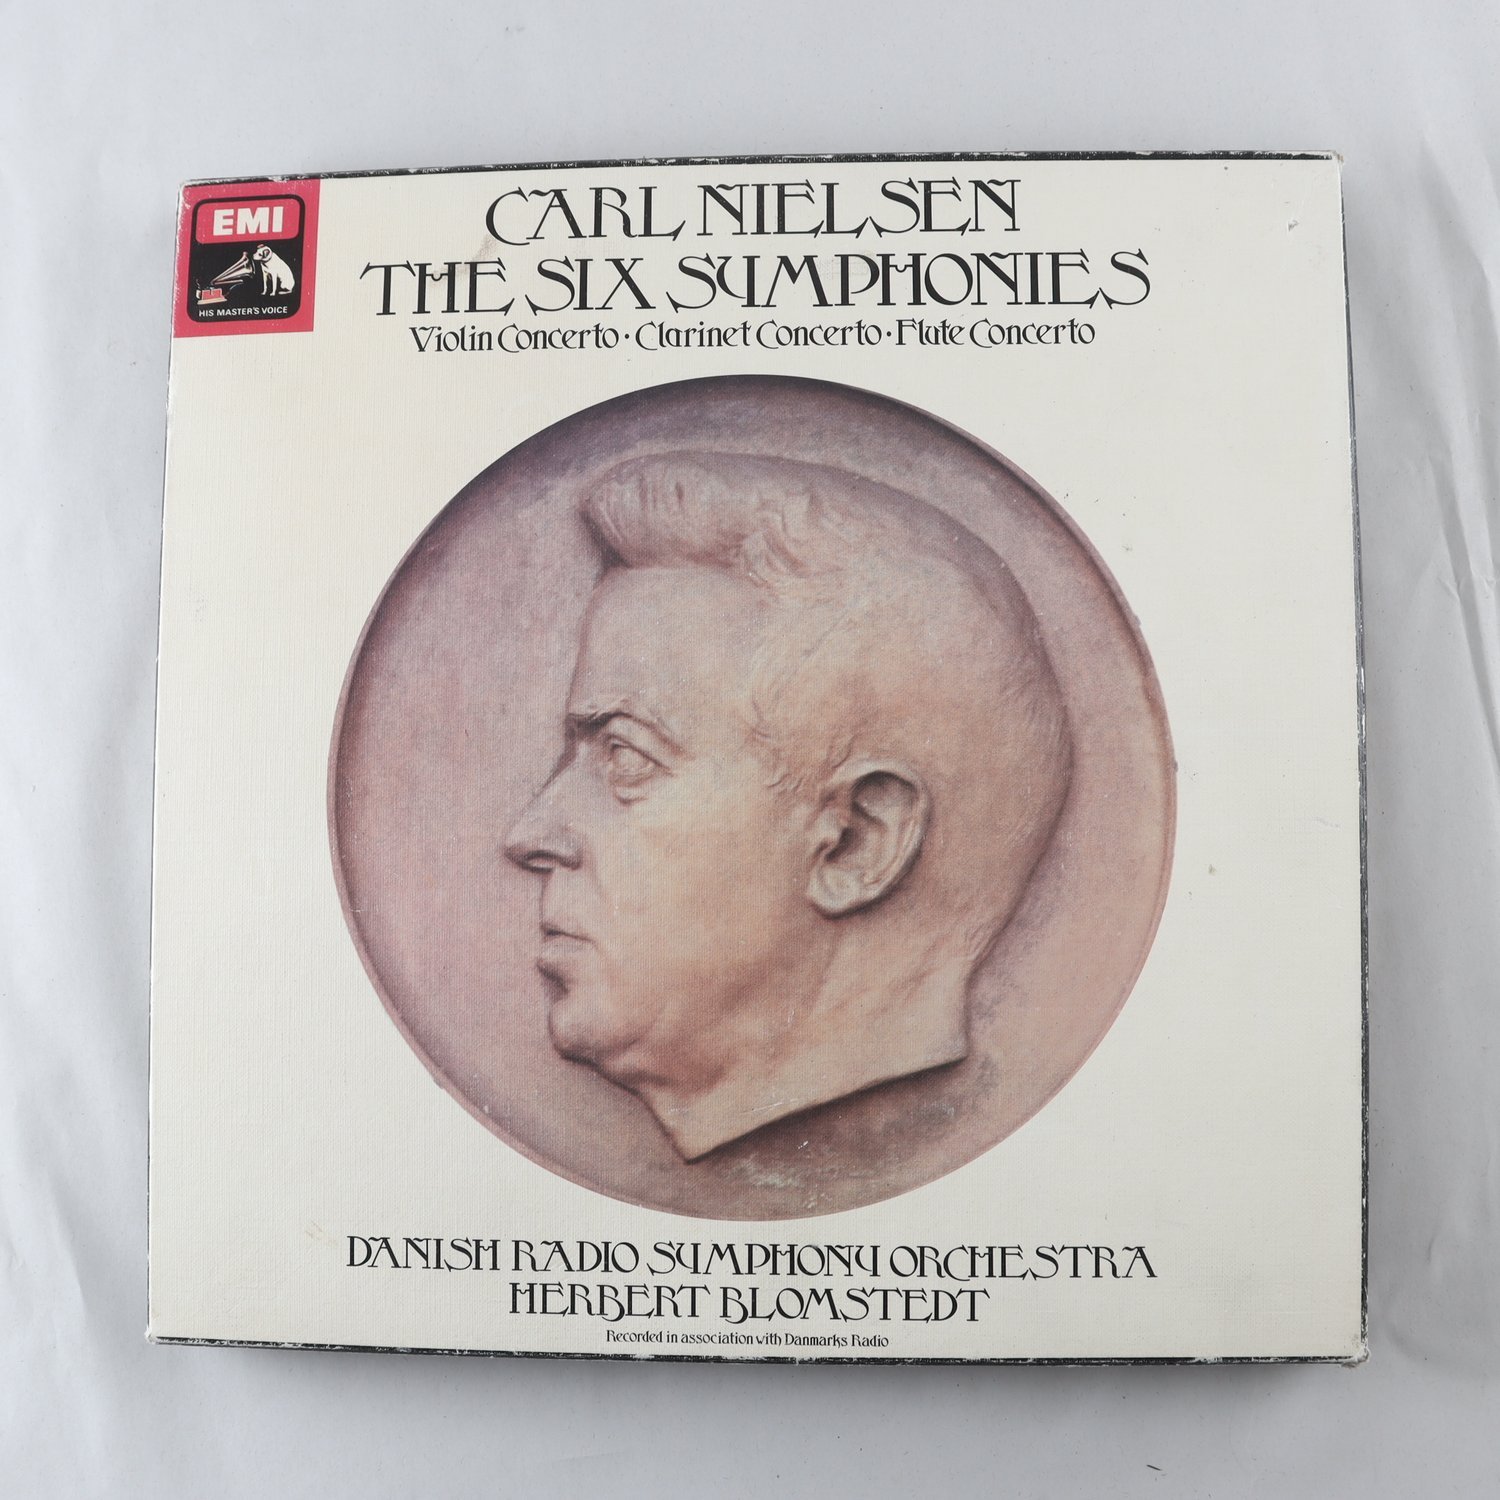 EMI
HIS MASTER'S VOICE
CARL NIELSEN
THE SIX SYMPHONIES
Violin Concerto · Clarinet Concerto · Flute Concerto
DANISH RADIO SYMPHONY ORCHESTRA
HERBERT BLOMSTEDT
Recorded in association with Danmarks Radio